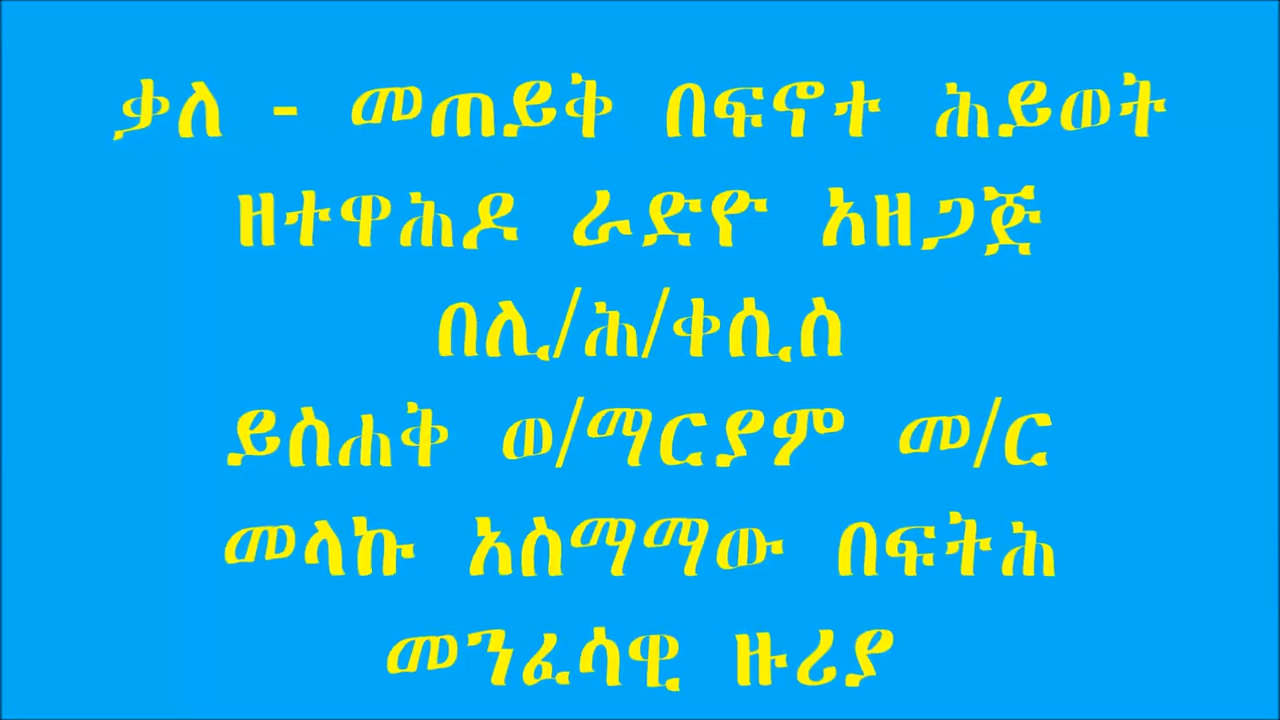 ቃለ - መጠይቅ በፍኖተ ሕይወት
ዘተዋሕዶ ራድዮ አዘጋጅ
በሊ/ሕ/ቀሲስ
ይስሐቅ ወ/ማርያም መ/ር
መላኩ አስማማው በፍትሕ
መንፈሳዊ ዙሪያ